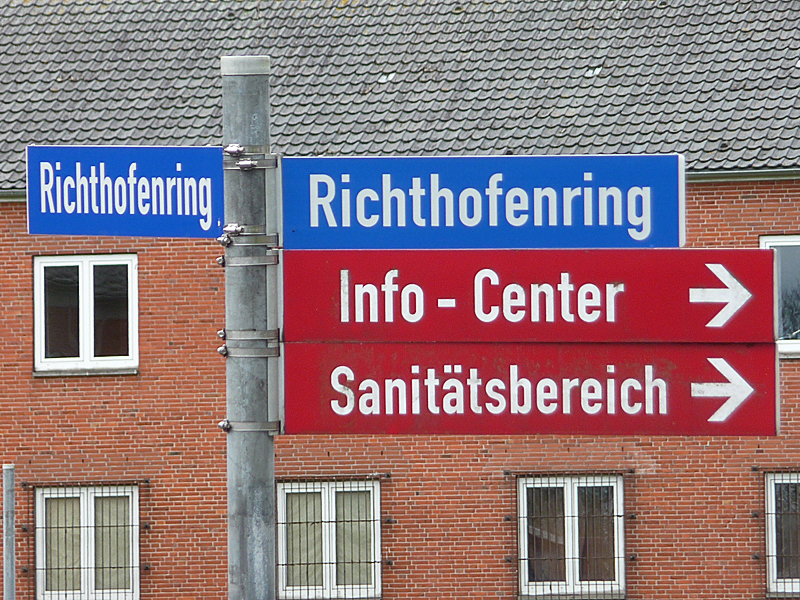 Richthofenring
Richthofenring
Info - Center
Sanitätsbereich